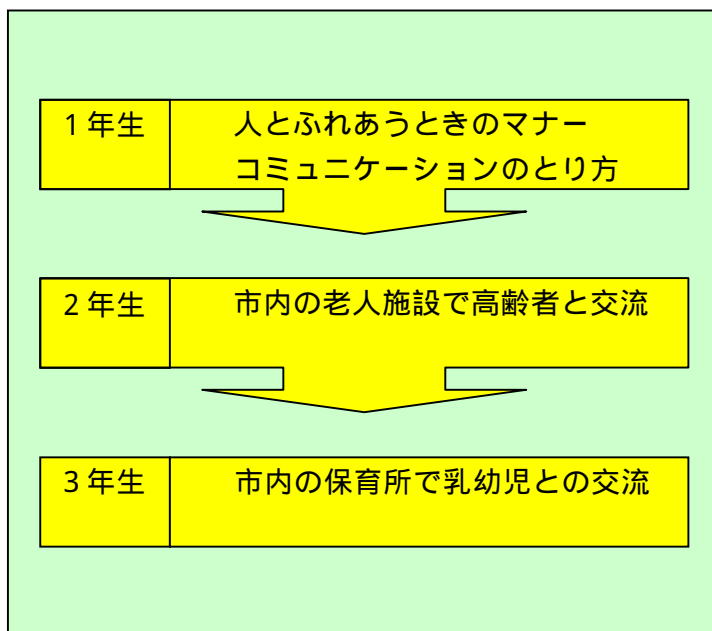 1年生 人とふれあうときのマナー
コミュニケーションのとり方
2年生 市内の老人施設で高齢者と交流
3年生 市内の保育所で乳幼児との交流